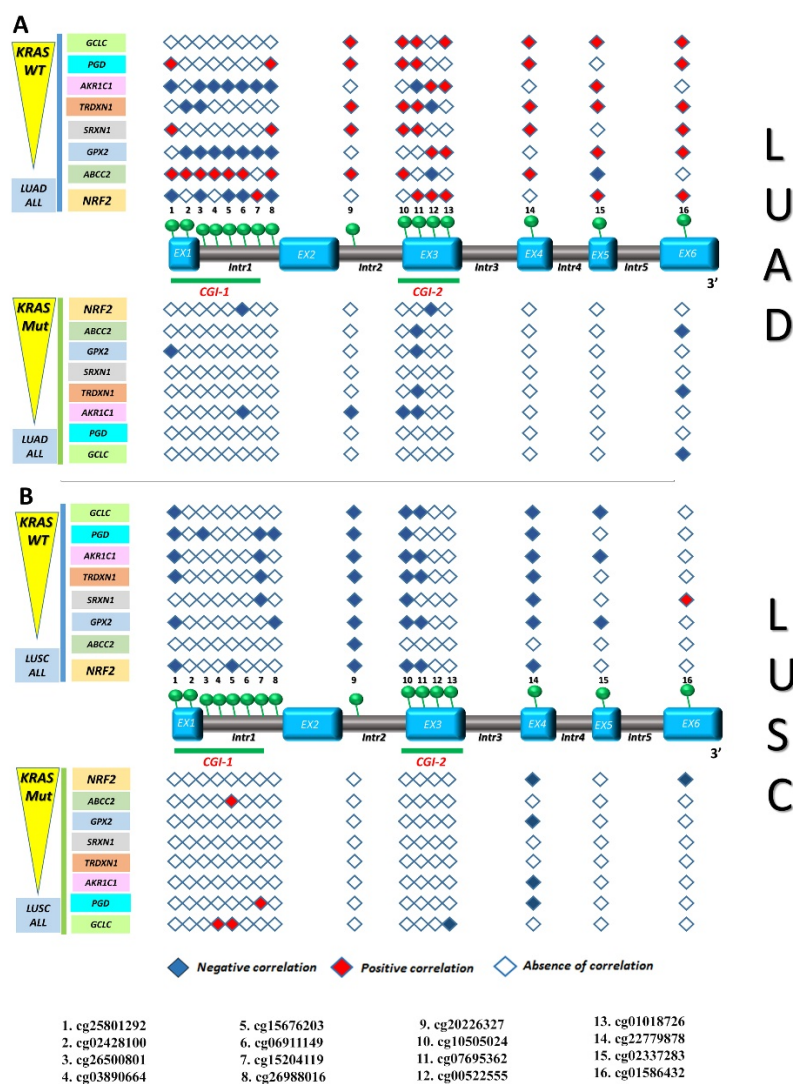 A
KRAS
WT
LUAD
ALL
GCLC
PGD
AKR1C1
TRDXN1
SRXN1
GPX2
ABCC2
NRF2
1 2 3 4 5 6 7 8 9 10 11 12 13 14 15 16
EX1 EX2 EX3 EX4 EX5 EX6
Intr1 Intr2 Intr3 Intr4 Intr5
CGI-1 CGI-2 3'
KRAS
Mut
LUAD
ALL
NRF2
ABCC2
GPX2
SRXN1
TRDXN1
AKR1C1
PGD
GCLC
LUAD
B
KRAS
WT
LUSC
ALL
GCLC
PGD
AKR1C1
TRDXN1
SRXN1
GPX2
ABCC2
NRF2
1 2 3 4 5 6 7 8 9 10 11 12 13 14 15 16
EX1 EX2 EX3 EX4 EX5 EX6
Intr1 Intr2 Intr3 Intr4 Intr5
CGI-1 CGI-2 3'
KRAS
Mut
LUSC
ALL
NRF2
ABCC2
GPX2
SRXN1
TRDXN1
AKR1C1
PGD
GCLC
LUSC
Negative correlation Positive correlation Absence of correlation
1. cg25801292 5. cg15676203 9. cg20226327 13. cg01018726
2. cg02428100 6. cg06911149 10. cg10505024 14. cg22779878
3. cg26500801 7. cg15204119 11. cg07695362 15. cg02337283
4. cg03890664 8. cg26988016 12. cg00522555 16. cg01586432